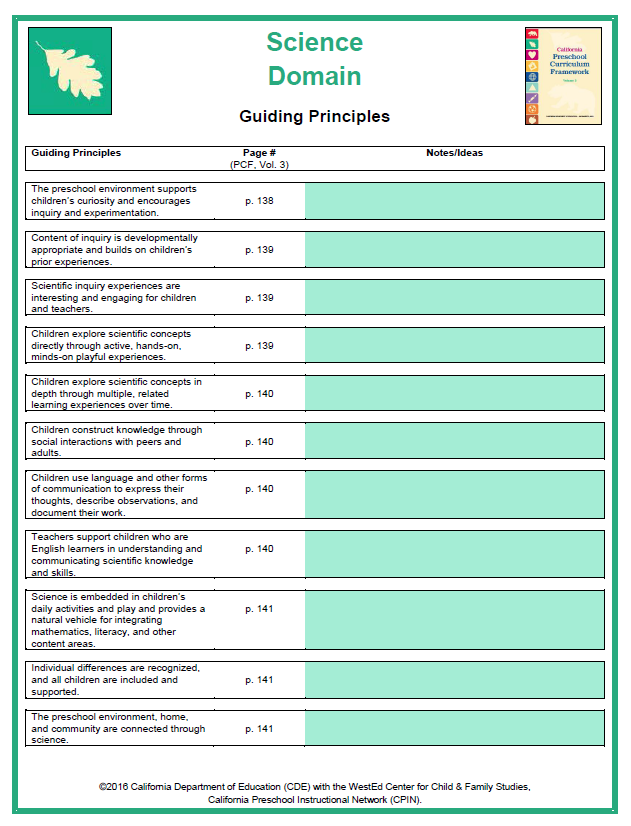 Science
Domain
Guiding Principles
California
Preschool
Curriculum
Framework
Guiding Principles
Page #
(PCF, Vol. 3)
Notes/Ideas
The preschool environment supports
children's curiosity and encourages
inquiry and experimentation.
p. 138
Content of inquiry is developmentally
appropriate and builds on children's
prior experiences.
p. 139
Scientific inquiry experiences are
interesting and engaging for children
and teachers.
p. 139
Children explore scientific concepts
directly through active, hands-on,
minds-on playful experiences.
p. 139
Children explore scientific concepts in
depth through multiple, related
learning experiences over time.
p. 140
Children construct knowledge through
social interactions with peers and
adults.
p. 140
Children use language and other forms
of communication to express their
thoughts, describe observations, and
document their work.
p. 140
Teachers support children who are
English learners in understanding and
communicating scientific knowledge
and skills.
p. 140
Science is embedded in children's
daily activities and play and provides a
natural vehicle for integrating
mathematics, literacy, and other
content areas.
p. 141
Individual differences are recognized,
and all children are included and
supported.
p. 141
The preschool environment, home,
and community are connected through
science.
p. 141
©2016 California Department of Education (CDE) with the WestEd Center for Child & Family Studies,
California Preschool Instructional Network (CPIN).